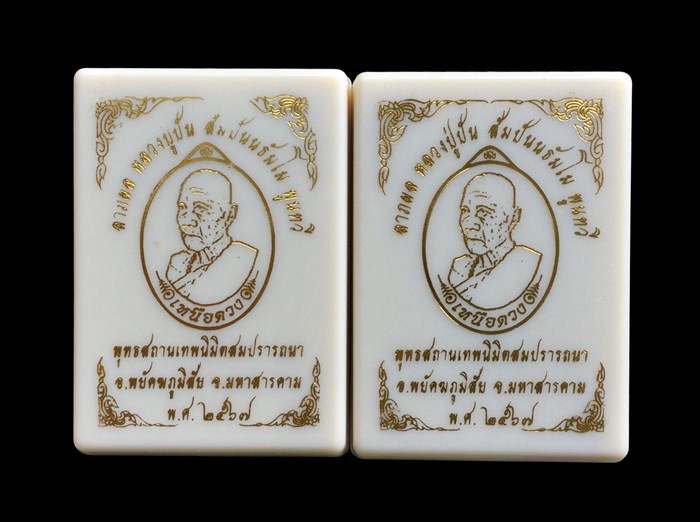 ลาภผล หลวงปู่ปั่น สัมปันนธัมโม พูนทวี
เหนือดวง
พุทธสถานเทพนิมิตสมปรารถนา
อ.พยัคฆภูมิสัย จ.มหาสารคาม
พ.ศ. ๒๕๖๗
ลาภผล หลวงปู่ปั่น สัมปันนธัมโม พูนทวี
เหนือดวง
พุทธสถานเทพนิมิตสมปรารถนา
อ.พยัคฆภูมิสัย จ.มหาสารคาม
พ.ศ. ๒๕๖๗